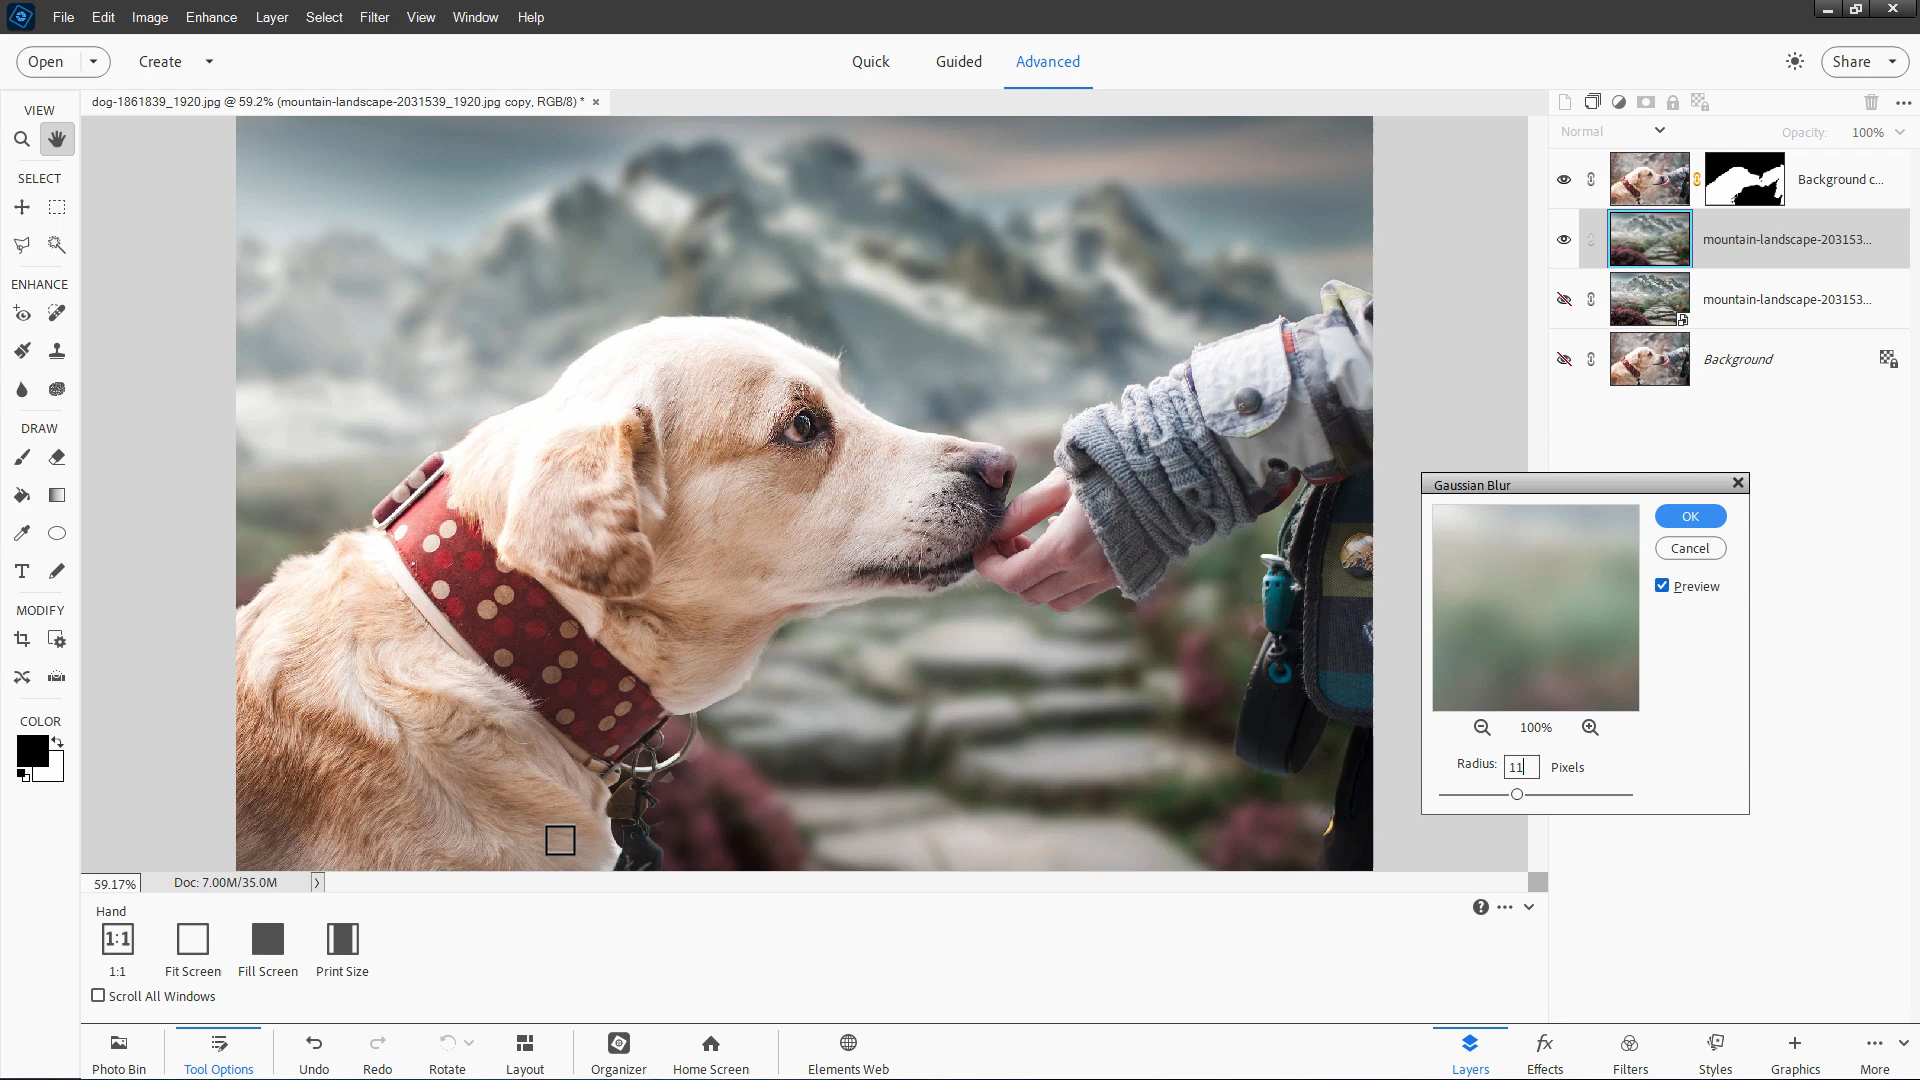 File Edit Image Enhance Layer Select Filter View Window Help
Open Create Quick Guided Advanced Share
dog-1861839_1920.jpg @ 59.2% (mountain-landscape-2031539_1920.jpg copy, RGB/8) *
VIEW
SELECT
ENHANCE
DRAW
MODIFY
COLOR
Normal Opacity: 100%
Background c...
mountain-landscape-203153...
mountain-landscape-203153...
Background
Gaussian Blur
OK
Cancel
Preview
100%
Radius: 11 Pixels
59.17% Doc: 7.00M/35.0M
Hand
1:1
1:1 Fit Screen Fill Screen Print Size
Scroll All Windows
Photo Bin Tool Options Undo Redo Rotate Layout Organizer Home Screen Elements Web Layers Effects Filters Styles Graphics More